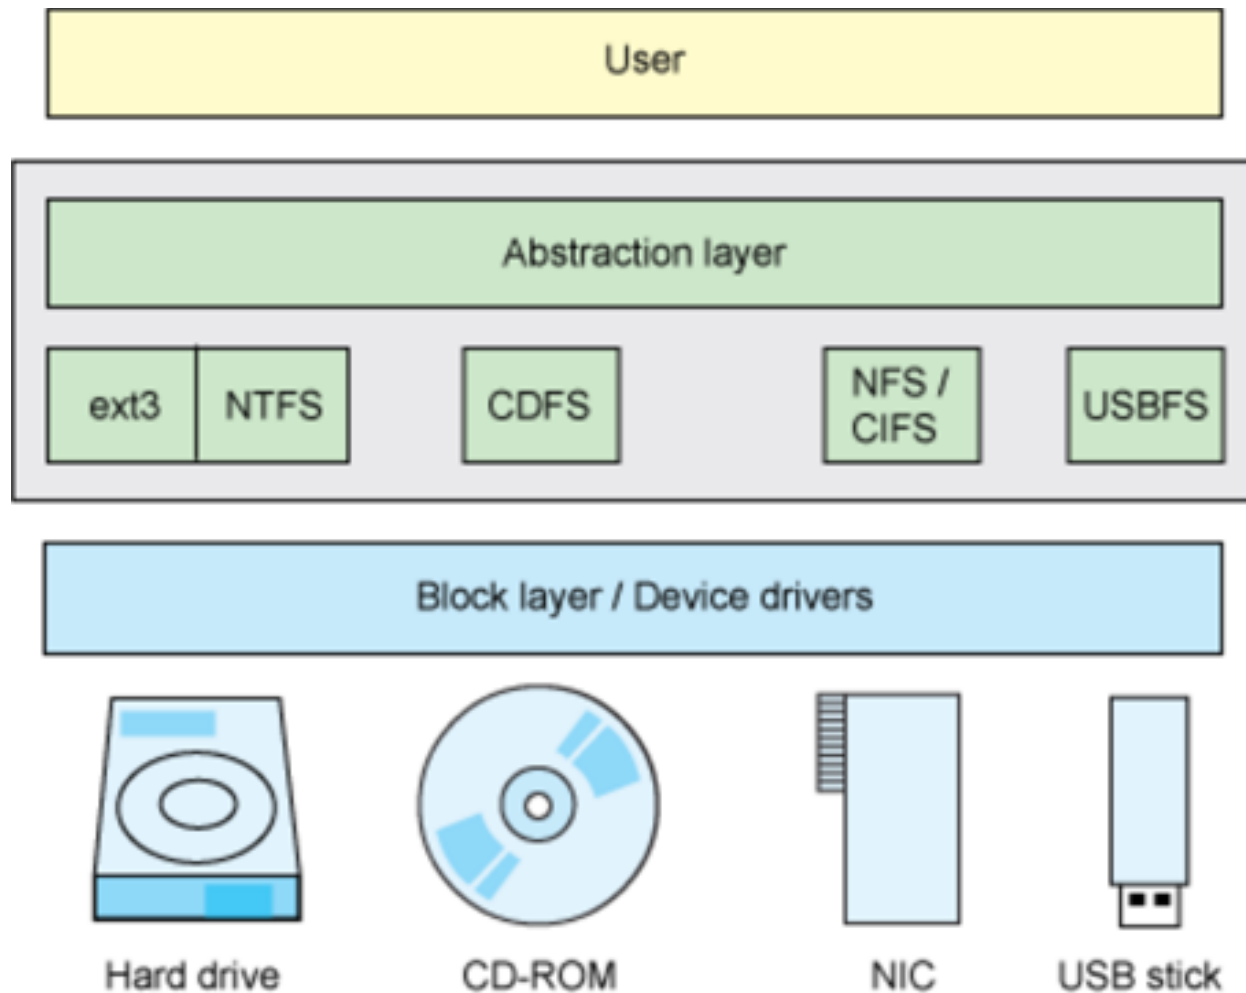 User
Abstraction layer
ext3
NTFS
CDFS
NFS /
CIFS
USBFS
Block layer / Device drivers
Hard drive
CD-ROM
NIC
USB stick